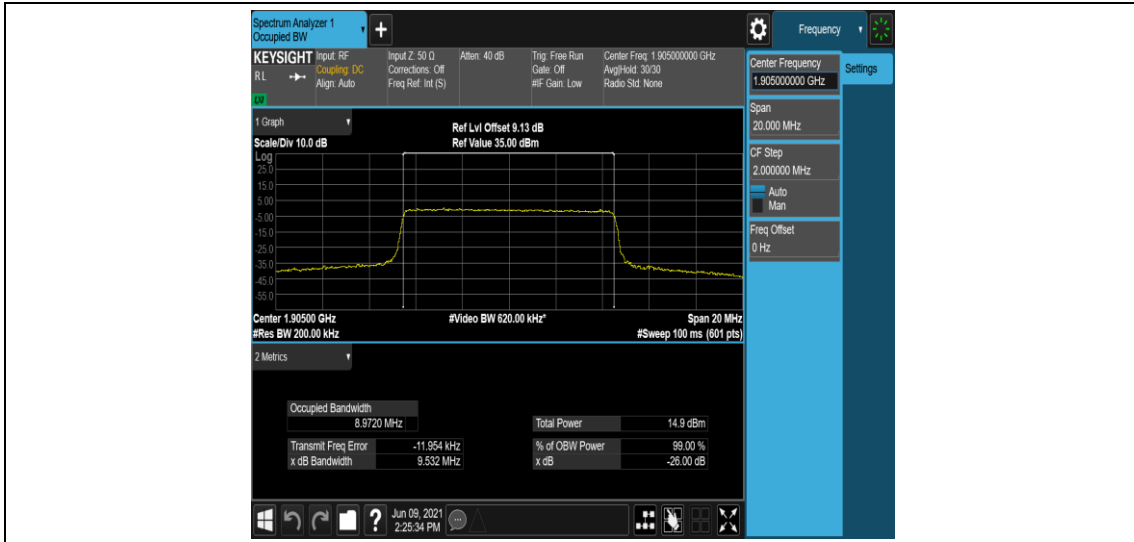 Spectrum Analyzer 1
Occupied BW
Frequency
KEYSIGHT
RL
Input: RF
Coupling: DC
Align: Auto
Input Z: 50 Ω
Corrections: Off
Freq Ref: Int (S)
Atten: 40 dB
Trig: Free Run
Gate: Off
#IF Gain: Low
Center Freq: 1.905000000 GHz
Avg|Hold: 30/30
Radio Std: None
1 Graph
Scale/Div 10.0 dB
Ref Lvl Offset 9.13 dB
Ref Value 35.00 dBm
Log
25.0
15.0
5.00
-5.00
-15.0
-25.0
-35.0
-45.0
-55.0
Center 1.90500 GHz
#Res BW 200.00 kHz
#Video BW 620.00 kHz*
Span 20 MHz
#Sweep 100 ms (601 pts)
2 Metrics
Occupied Bandwidth
8.9720 MHz
Transmit Freq Error -11.954 kHz
x dB Bandwidth 9.532 MHz
Total Power 14.9 dBm
% of OBW Power 99.00 %
x dB -26.00 dB
Center Frequency
1.905000000 GHz
Settings
Span
20.000 MHz
CF Step
2.000000 MHz
Auto
Man
Freq Offset
0 Hz
?
Jun 09, 2021
2:25:34 PM